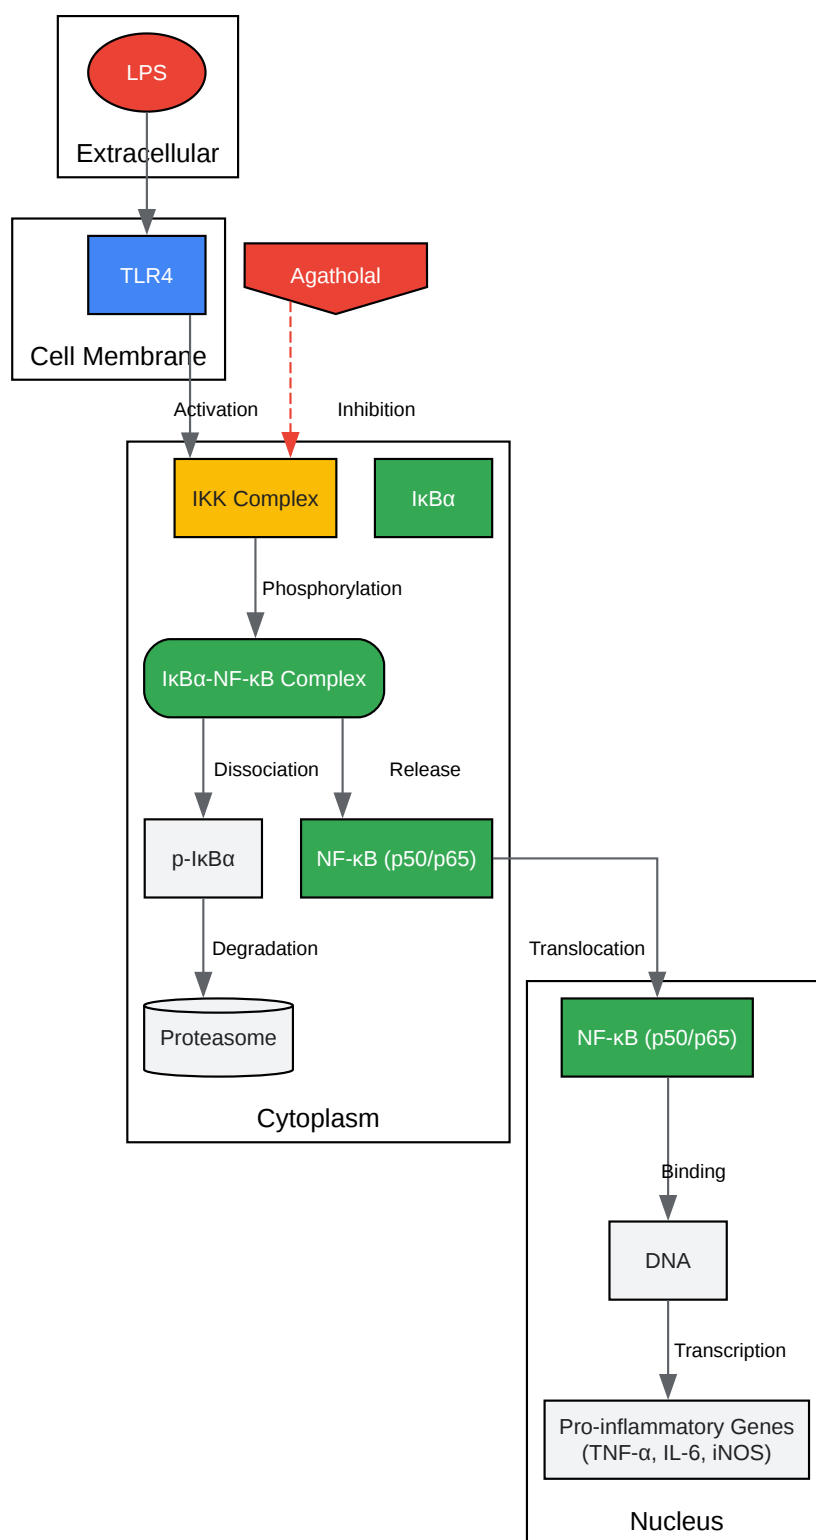 LPS
Extracellular
TLR4
Agatholal
Cell Membrane
Activation
Inhibition
IKK Complex
IκBα
Phosphorylation
IκBα-NF-κB Complex
Dissociation
Release
p-IκBα
NF-κB (p50/p65)
Degradation
Translocation
Proteasome
NF-κB (p50/p65)
Cytoplasm
Binding
DNA
Transcription
Pro-inflammatory Genes
(TNF-α, IL-6, iNOS)
Nucleus